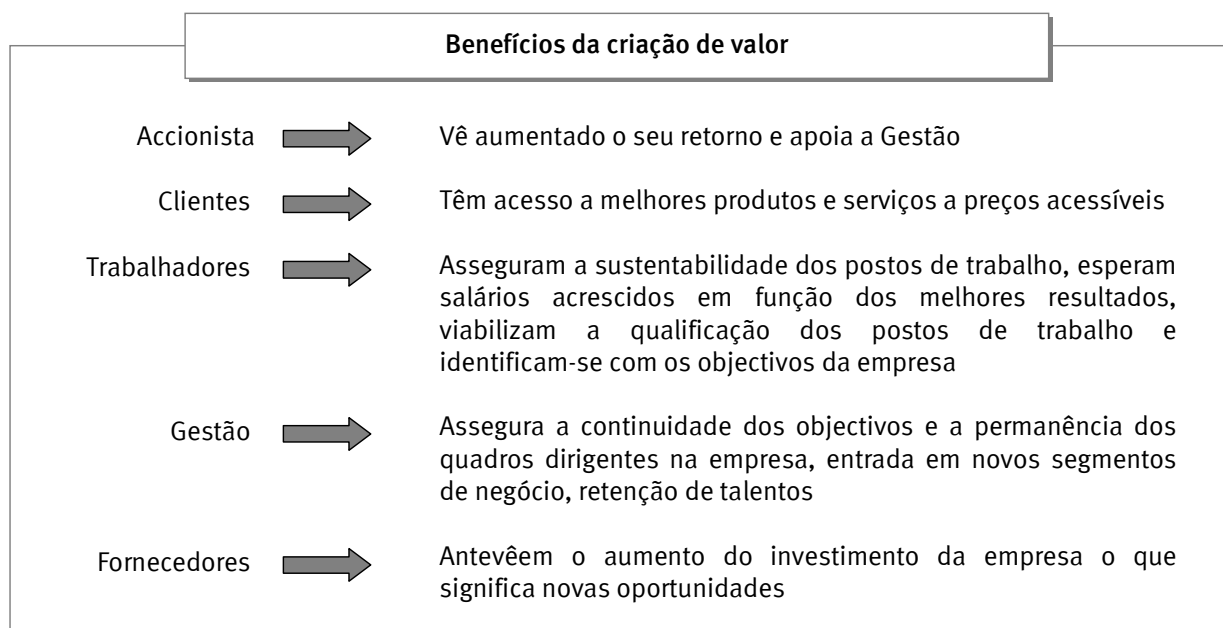 Benefícios da criação de valor
Accionista Vê aumentado o seu retorno e apoia a Gestão
Clientes Têm acesso a melhores produtos e serviços a preços acessíveis
Trabalhadores Asseguram a sustentabilidade dos postos de trabalho, esperam
salários acrescidos em função dos melhores resultados,
viabilizam a qualificação dos postos de trabalho e
identificam-se com os objectivos da empresa
Gestão Assegura a continuidade dos objectivos e a permanência dos
quadros dirigentes na empresa, entrada em novos segmentos
de negócio, retenção de talentos
Fornecedores Antevêem o aumento do investimento da empresa o que
significa novas oportunidades